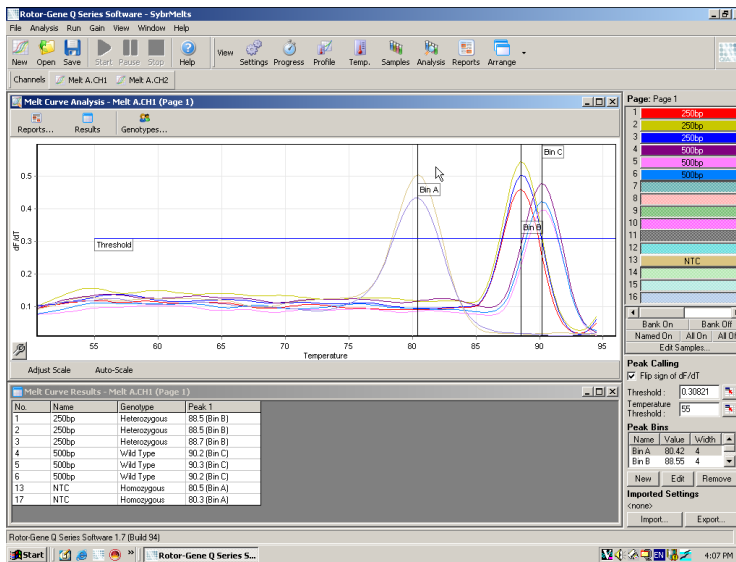 Rotor-Gene Q Series Software - SybrMelts
File Analysis Run Gain View Window Help
New Open Save Start Pause Stop Help View Settings Progress Profile Temp. Samples Analysis Reports Arrange
Channels Melt A.CH1 Melt A.CH2
Melt Curve Analysis - Melt A.CH1 (Page 1)
Reports... Results Genotypes...
Bin C
Bin A
Bin B
Threshold
dF/dT
0.5
0.4
0.3
0.2
0.1
55 60 65 70 75 80 85 90 95
Temperature
Adjust Scale Auto-Scale
Melt Curve Results - Melt A.CH1 (Page 1)
No. Name Genotype Peak 1
1 250bp Heterozygous 88.5 (Bin B)
2 250bp Heterozygous 88.5 (Bin B)
3 250bp Heterozygous 88.7 (Bin B)
4 500bp Wild Type 90.2 (Bin C)
5 500bp Wild Type 90.3 (Bin C)
6 500bp Wild Type 90.2 (Bin C)
13 NTC Homozygous 80.5 (Bin A)
17 NTC Homozygous 80.3 (Bin A)
Page: Page 1
1 250bp
2 250bp
3 250bp
4 500bp
5 500bp
6 500bp
7
8
9
10
11
12
13 NTC
14
15
16
Bank On Bank Off
Named On All On All Off
Edit Samples...
Peak Calling
Flip sign of dF/dT
Threshold : 0.30821
Temperature Threshold : 55
Peak Bins
Name Value Width
Bin A 80.42 4
Bin B 88.55 4
New Edit Remove
Imported Settings
<none>
Import... Export...
Rotor-Gene Q Series Software 1.7 (Build 94)
Start Rotor-Gene Q Series S... EN 4:07 PM